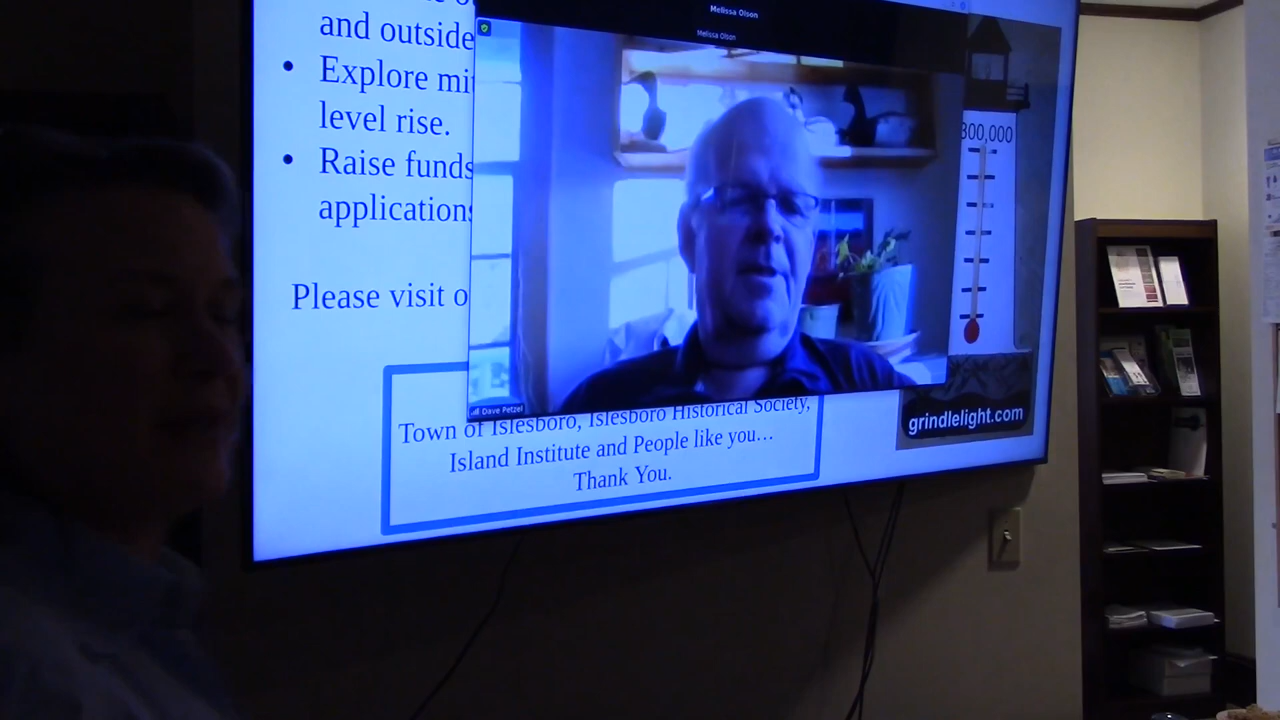 and outside
Explore mit
level rise.
Raise funds
applications
Please visit o
Town of Islesboro, Islesboro Historical Society,
Island Institute and People like you…
Thank You.
Melissa Olson
Melissa Olson
Dave Petzel
300,000
grindlelight.com